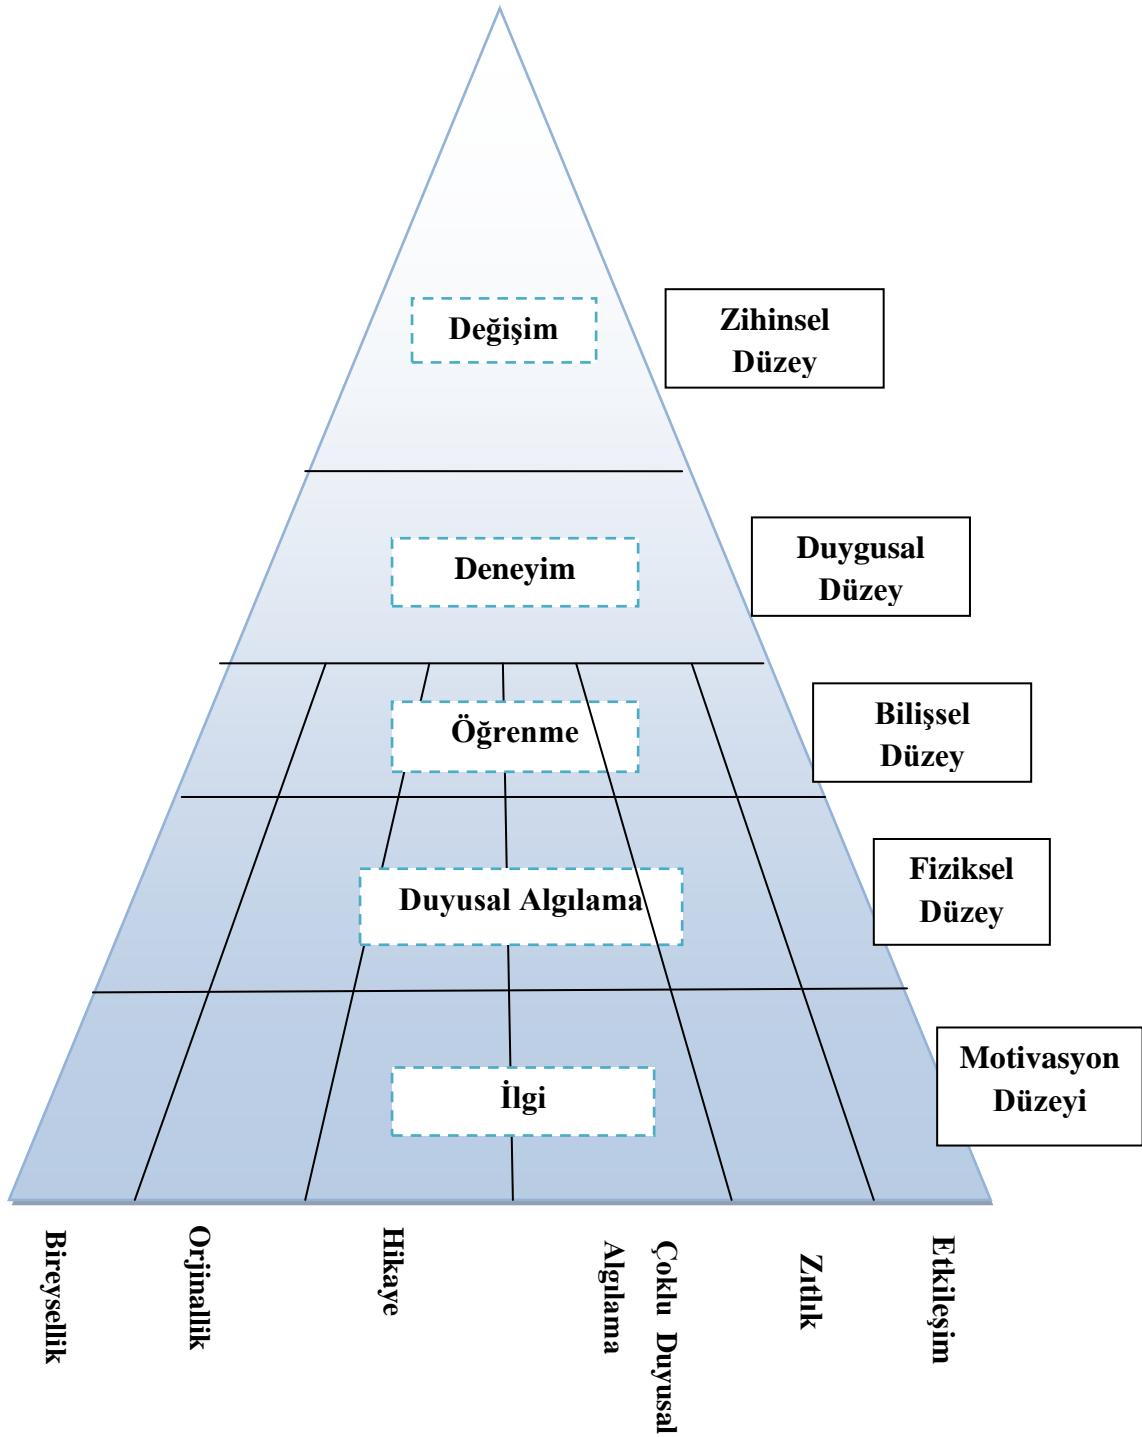 Değişim
Zihinsel
Düzey
Deneyim
Duygusal
Düzey
Öğrenme
Bilişsel
Düzey
Duyusal Algılama
Fiziksel
Düzey
İlgi
Motivasyon
Düzeyi
Bireysellik
Orjinallik
Hikaye
Çoklu Duyusal
Algılama
Zıtlık
Etkileşim